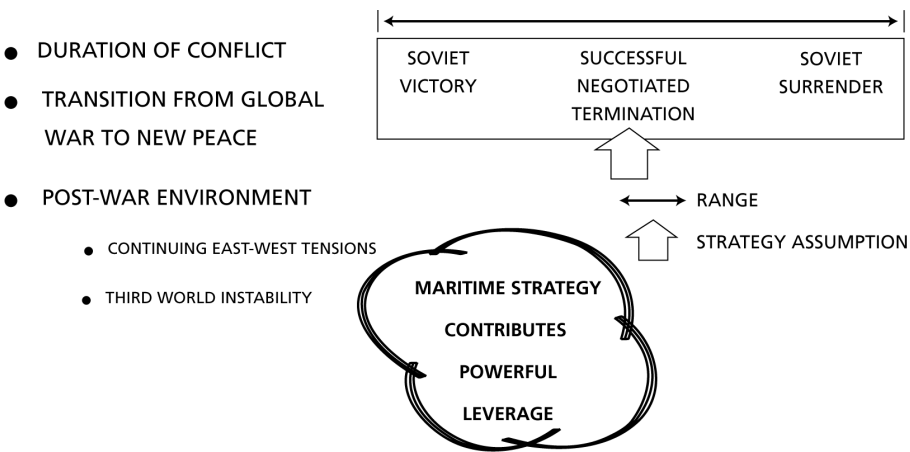 DURATION OF CONFLICT
TRANSITION FROM GLOBAL
WAR TO NEW PEACE
POST-WAR ENVIRONMENT
CONTINUING EAST-WEST TENSIONS
THIRD WORLD INSTABILITY
SOVIET
VICTORY
SUCCESSFUL
NEGOTIATED
TERMINATION
SOVIET
SURRENDER
RANGE
STRATEGY ASSUMPTION
MARITIME STRATEGY
CONTRIBUTES
POWERFUL
LEVERAGE